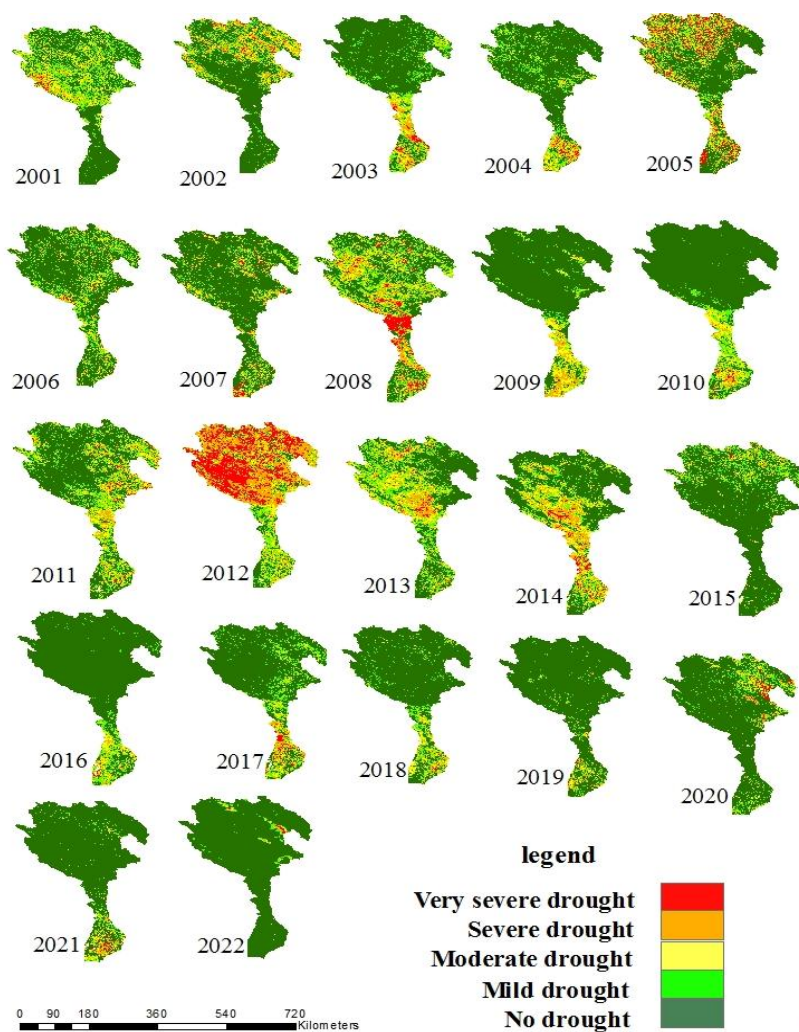 2001 2002 2003 2004 2005
2006 2007 2008 2009 2010
2011 2012 2013 2014 2015
2016 2017 2018 2019 2020
2021 2022
legend
Very severe drought
Severe drought
Moderate drought
Mild drought
No drought
0 90 180 360 540 720
Kilometers